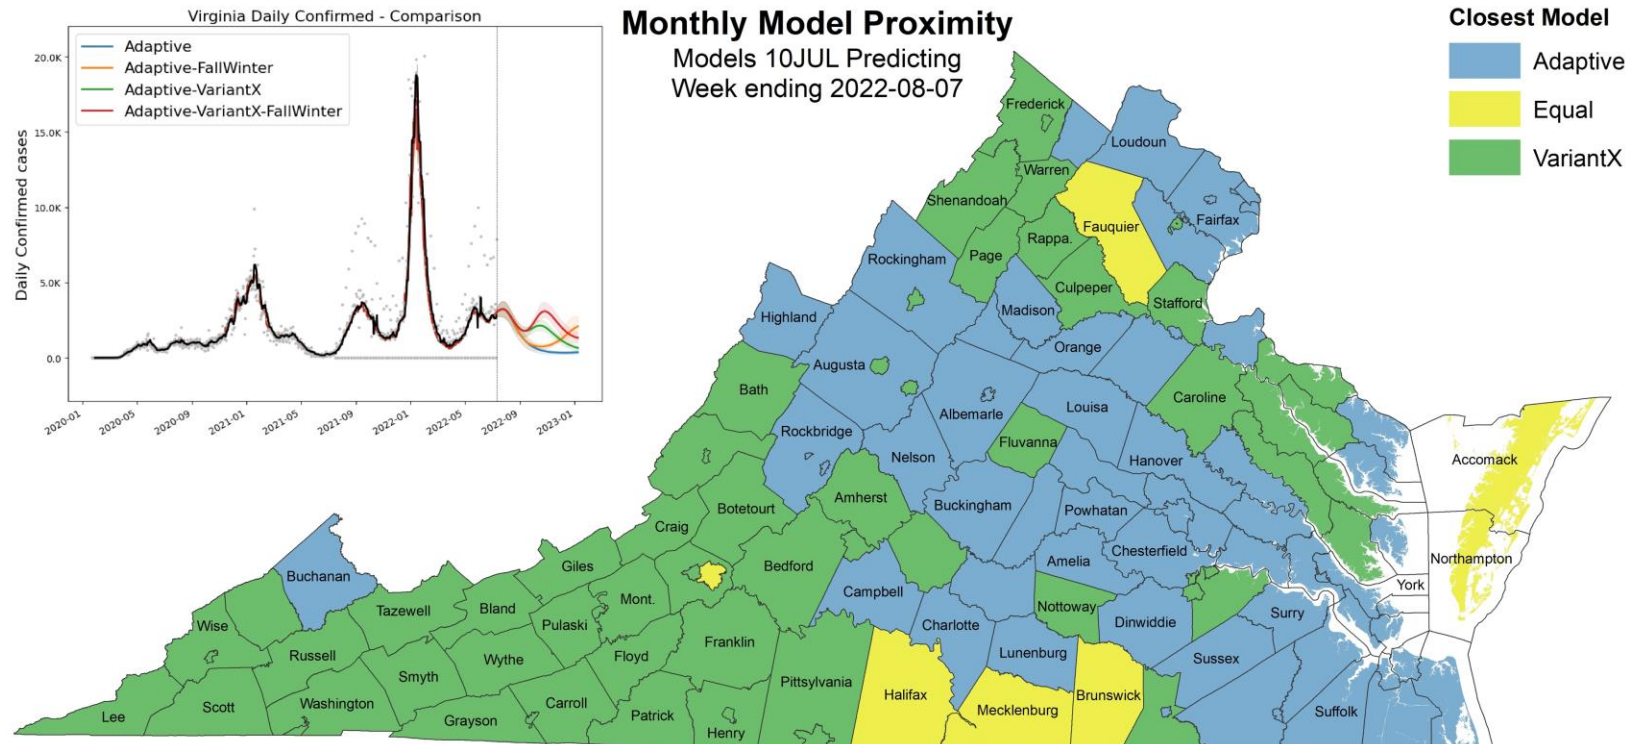 Virginia Daily Confirmed - Comparison
Adaptive
Adaptive-FallWinter
Adaptive-VariantX
Adaptive-VariantX-FallWinter
Daily Confirmed cases
20.0K
15.0K
10.0K
5.0K
0.0
2020-01
2020-05
2020-09
2021-01
2021-05
2021-09
2022-01
2022-05
2022-09
2023-01
Monthly Model Proximity
Models 10JUL Predicting
Week ending 2022-08-07
Closest Model
Adaptive
Equal
VariantX
Frederick
Loudoun
Warren
Shenandoah
Fairfax
Fauquier
Rappa.
Page
Rockingham
Culpeper
Stafford
Madison
Highland
Orange
Augusta
Bath
Caroline
Louisa
Albemarle
Rockbridge
Fluvanna
Nelson
Hanover
Accomack
Amherst
Buckingham
Botetourt
Powhatan
Craig
Chesterfield
Amelia
Northampton
Giles
Bedford
Buchanan
York
Campbell
Mont.
Nottoway
Bland
Tazewell
Surry
Dinwiddie
Wise
Pulaski
Charlotte
Franklin
Lunenburg
Russell
Floyd
Wythe
Sussex
Smyth
Pittsylvania
Halifax
Brunswick
Carroll
Washington
Scott
Mecklenburg
Suffolk
Patrick
Lee
Grayson
Henry